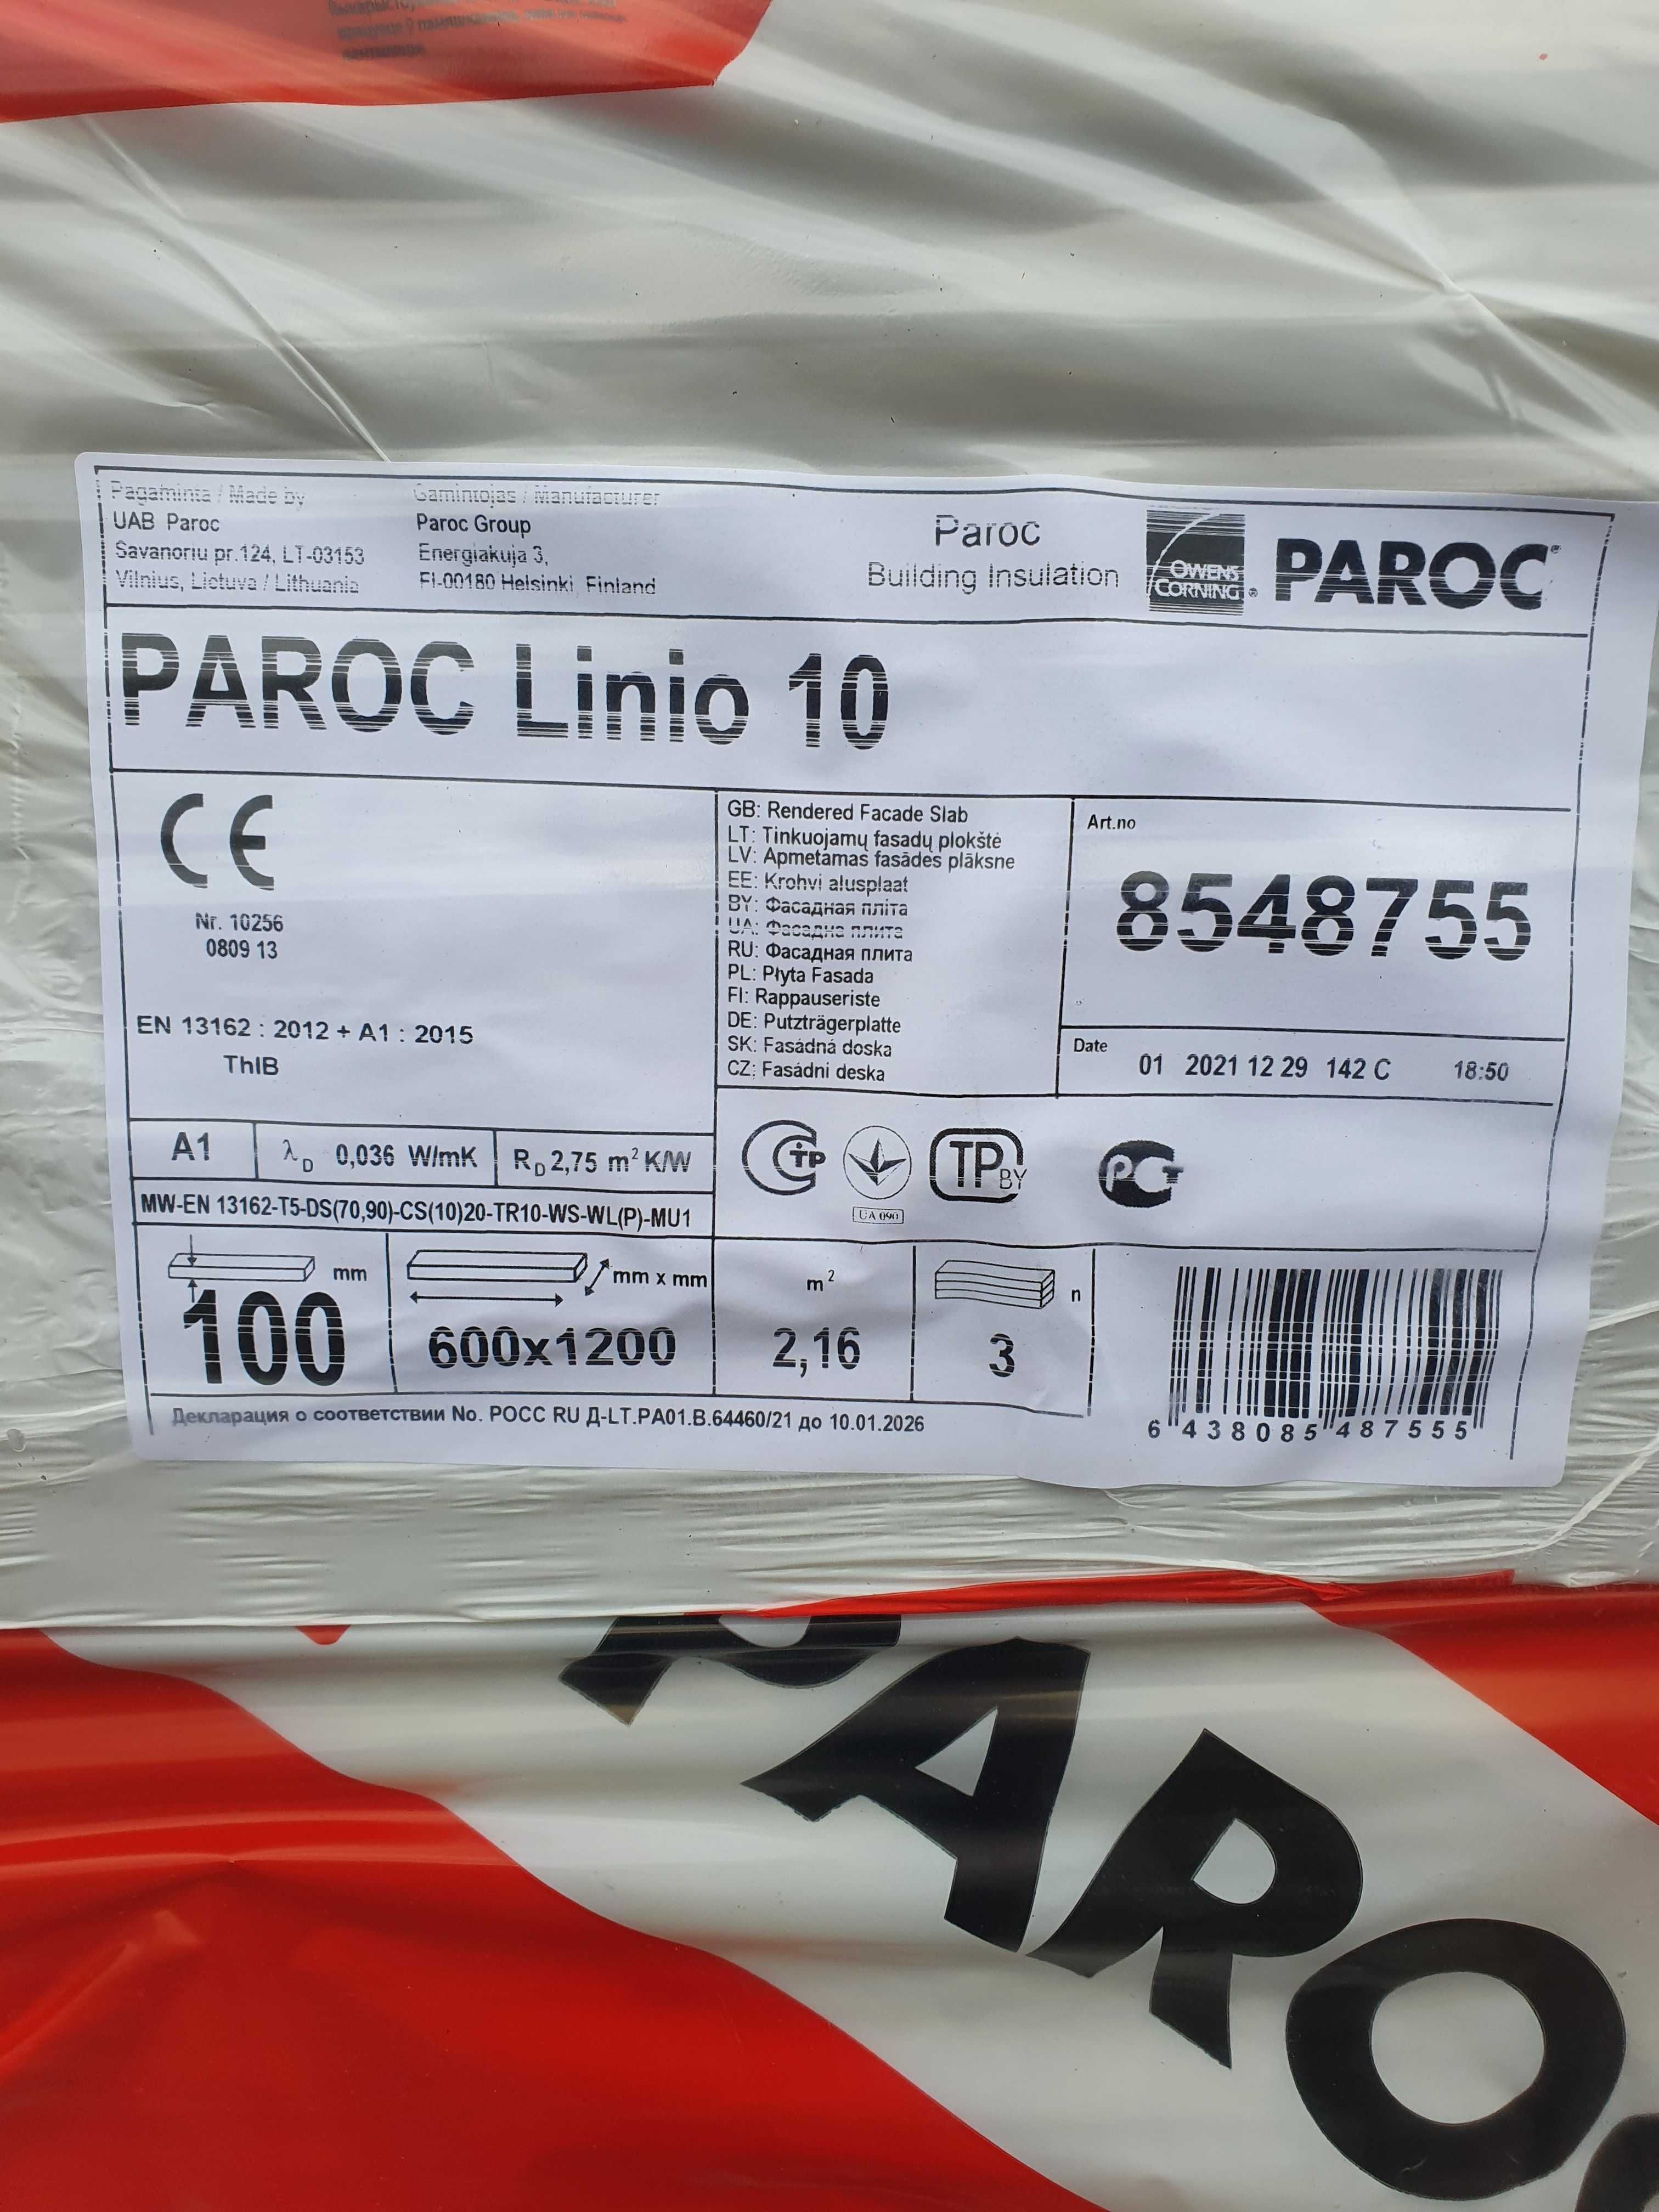 Pagaminta / Made by
UAB Paroc
Savanoriu pr.124, LT-03153
Vilnius, Lietuva / Lithuania
Gamintojas / Manufacturer
Paroc Group
Energiakuja 3,
FI-00180 Helsinki, Finland
Paroc
Building Insulation
OWENS
CORNING ®
PAROC®
PAROC Linio 10
CE
Nr. 10256
0809 13
EN 13162 : 2012 + A1 : 2015
ThIB
GB: Rendered Facade Slab
LT: Tinkuojamų fasadų plokštė
LV: Apmetamas fasādes plāksne
EE: Krohvi alusplaat
BY: Фасадная пліта
UA: Фасадна плита
RU: Фасадная плита
PL: Płyta Fasada
FI: Rappauseriste
DE: Putzträgerplatte
SK: Fasádná doska
CZ: Fasádní deska
Art.no
8548755
Date
01 2021 12 29 142 C 18:50
A1
λD 0,036 W/mK
RD 2,75 m² K/W
MW-EN 13162-T5-DS(70,90)-CS(10)20-TR10-WS-WL(P)-MU1
UA 090
TP BY
РСТ
mm
100
mm x mm
600x1200
m²
2,16
n
3
6 438085 487555
Декларация о соответствии No. РОСС RU Д-LT.РА01.В.64460/21 до 10.01.2026
PARO